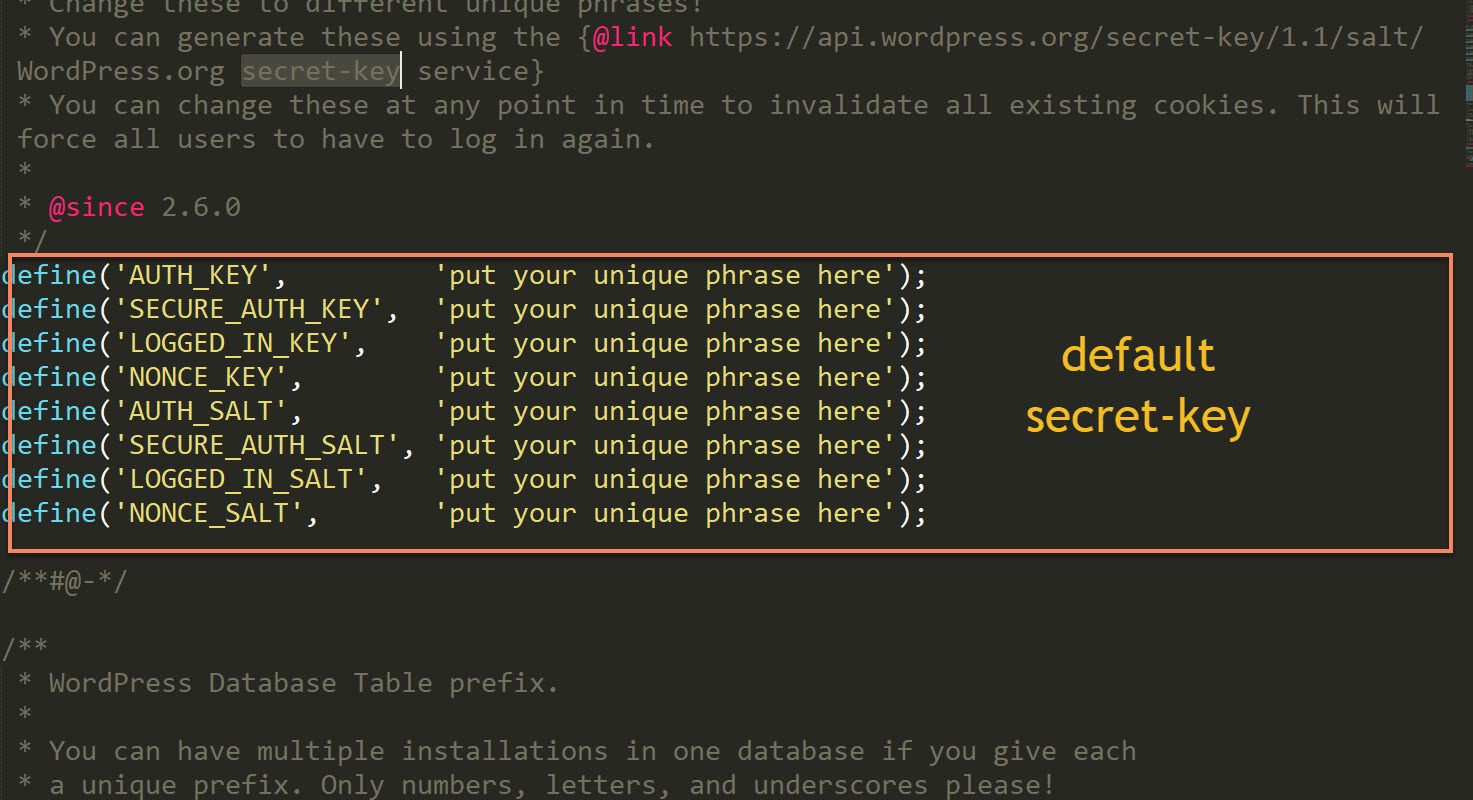 * Change these to different unique phrases!
* You can generate these using the {@link https://api.wordpress.org/secret-key/1.1/salt/
WordPress.org secret-key service}
* You can change these at any point in time to invalidate all existing cookies. This will
force all users to have to log in again.
*
* @since 2.6.0
*/
define('AUTH_KEY',         'put your unique phrase here');
define('SECURE_AUTH_KEY',  'put your unique phrase here');
define('LOGGED_IN_KEY',    'put your unique phrase here');
define('NONCE_KEY',        'put your unique phrase here');
define('AUTH_SALT',        'put your unique phrase here');
define('SECURE_AUTH_SALT', 'put your unique phrase here');
define('LOGGED_IN_SALT',   'put your unique phrase here');
define('NONCE_SALT',       'put your unique phrase here');
default
secret-key
/**#@-*/
/**
* WordPress Database Table prefix.
*
* You can have multiple installations in one database if you give each
* a unique prefix. Only numbers, letters, and underscores please!